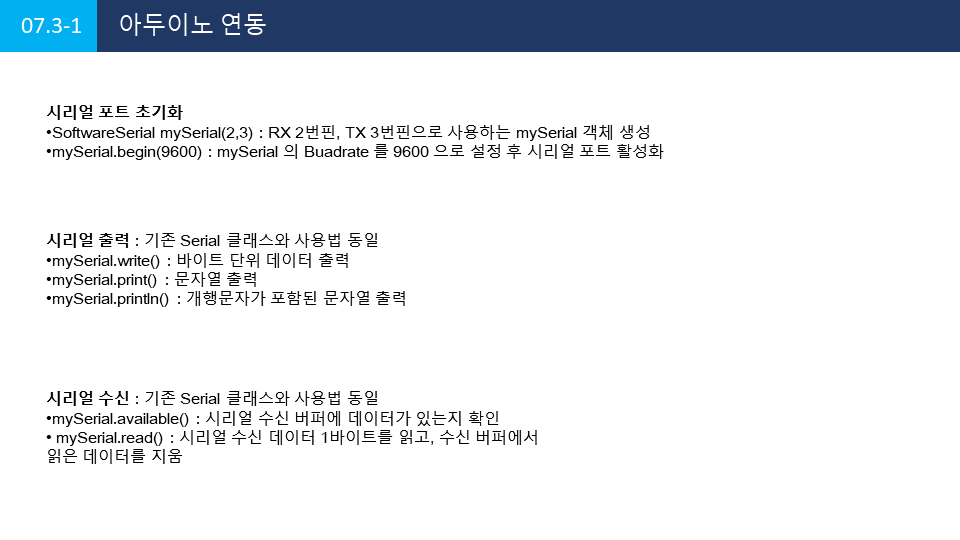 07.3-1
아두이노 연동
시리얼 포트 초기화
•SoftwareSerial mySerial(2,3) : RX 2번핀, TX 3번핀으로 사용하는 mySerial 객체 생성
•mySerial.begin(9600) : mySerial 의 Buadrate 를 9600 으로 설정 후 시리얼 포트 활성화
시리얼 출력 : 기존 Serial 클래스와 사용법 동일
•mySerial.write() : 바이트 단위 데이터 출력
•mySerial.print() : 문자열 출력
•mySerial.println() : 개행문자가 포함된 문자열 출력
시리얼 수신 : 기존 Serial 클래스와 사용법 동일
•mySerial.available() : 시리얼 수신 버퍼에 데이터가 있는지 확인
• mySerial.read() : 시리얼 수신 데이터 1바이트를 읽고, 수신 버퍼에서
읽은 데이터를 지움